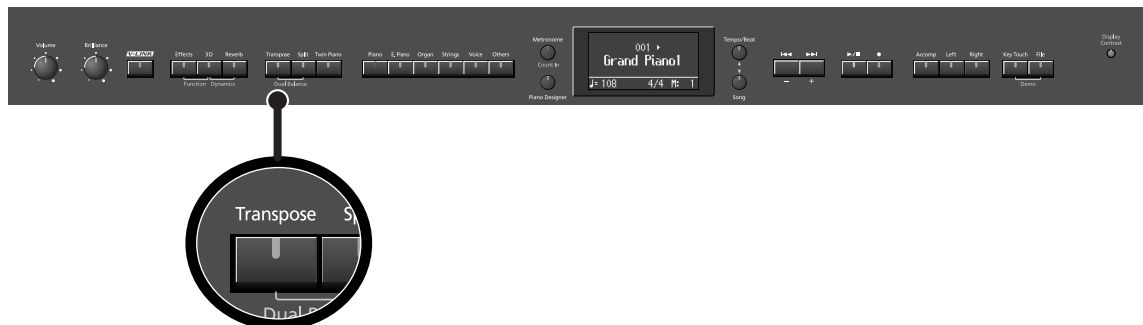 Volume
Brilliance
V-LINK
Effects 3D Reverb
Function Dynamics
Transpose Split Twin Piano
Dual Balance
Piano E. Piano Organ Strings Voice Others
Metronome
Count In
Piano Designer
001
Grand Piano1
♩= 108 4/4 M: 1
Tempo/Beat
Song
− +
Accomp Left Right
Key Touch File
Demo
Display
Contrast
Transpose Sp
Dual B